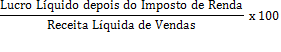 Lucro Líquido depois do Imposto de Renda
Receita Líquida de Vendas
x 100